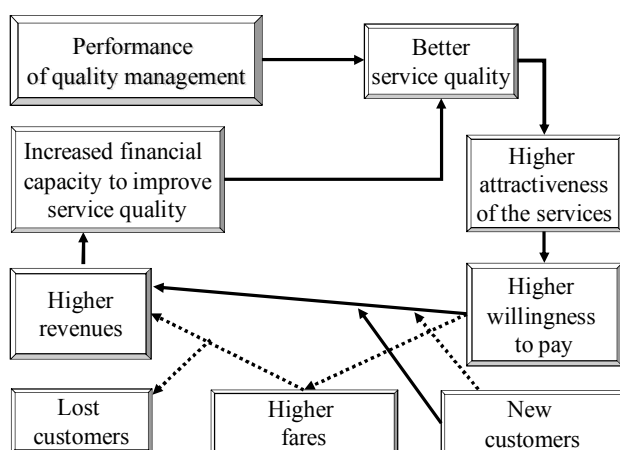 Performance
of quality management
Better
service quality
Increased financial
capacity to improve
service quality
Higher
attractiveness
of the services
Higher
revenues
Higher
willingness
to pay
Lost
customers
Higher
fares
New
customers